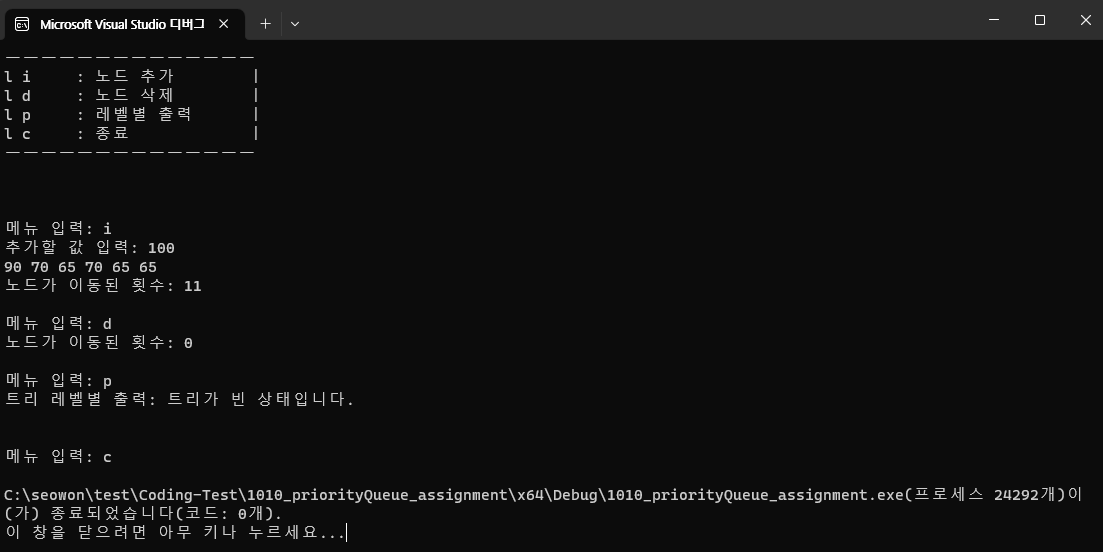 Microsoft Visual Studio 디버그
ㅡㅡㅡㅡㅡㅡㅡㅡㅡㅡㅡㅡㅡㅡ
l i : 노드 추가 |
l d : 노드 삭제 |
l p : 레벨별 출력 |
l c : 종료 |
ㅡㅡㅡㅡㅡㅡㅡㅡㅡㅡㅡㅡㅡㅡ
메뉴 입력: i
추가할 값 입력: 100
90 70 65 70 65 65
노드가 이동된 횟수: 11
메뉴 입력: d
노드가 이동된 횟수: 0
메뉴 입력: p
트리 레벨별 출력: 트리가 빈 상태입니다.
메뉴 입력: c
C:\seowon\test\Coding-Test\1010_priorityQueue_assignment\x64\Debug\1010_priorityQueue_assignment.exe(프로세스 24292개)이
(가) 종료되었습니다(코드: 0개).
이 창을 닫으려면 아무 키나 누르세요...